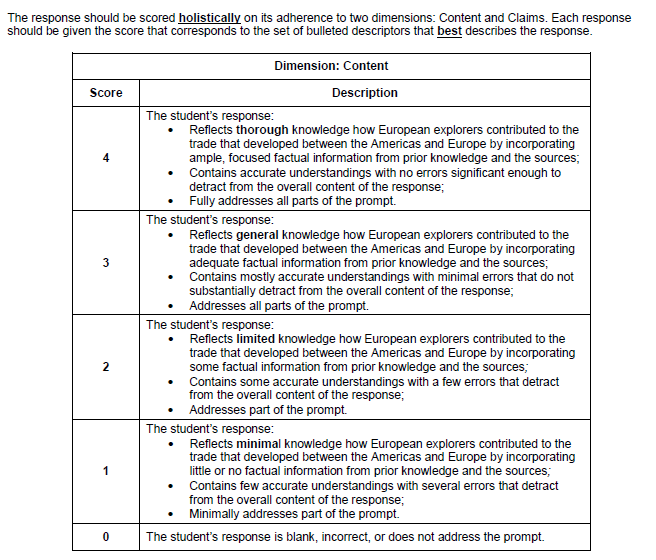 The response should be scored holistically on its adherence to two dimensions: Content and Claims. Each response
should be given the score that corresponds to the set of bulleted descriptors that best describes the response.
Dimension: Content
Score Description
The student's response:
• Reflects thorough knowledge how European explorers contributed to the
trade that developed between the Americas and Europe by incorporating
ample, focused factual information from prior knowledge and the sources;
4
• Contains accurate understandings with no errors significant enough to
detract from the overall content of the response;
• Fully addresses all parts of the prompt.
The student's response:
• Reflects general knowledge how European explorers contributed to the
trade that developed between the Americas and Europe by incorporating
adequate factual information from prior knowledge and the sources;
3
• Contains mostly accurate understandings with minimal errors that do not
substantially detract from the overall content of the response;
• Addresses all parts of the prompt.
The student's response:
• Reflects limited knowledge how European explorers contributed to the
trade that developed between the Americas and Europe by incorporating
some factual information from prior knowledge and the sources;
2
• Contains some accurate understandings with a few errors that detract
from the overall content of the response;
• Addresses part of the prompt.
The student's response:
• Reflects minimal knowledge how European explorers contributed to the
trade that developed between the Americas and Europe by incorporating
little or no factual information from prior knowledge and the sources;
1
• Contains few accurate understandings with several errors that detract
from the overall content of the response;
• Minimally addresses part of the prompt.
0 The student's response is blank, incorrect, or does not address the prompt.